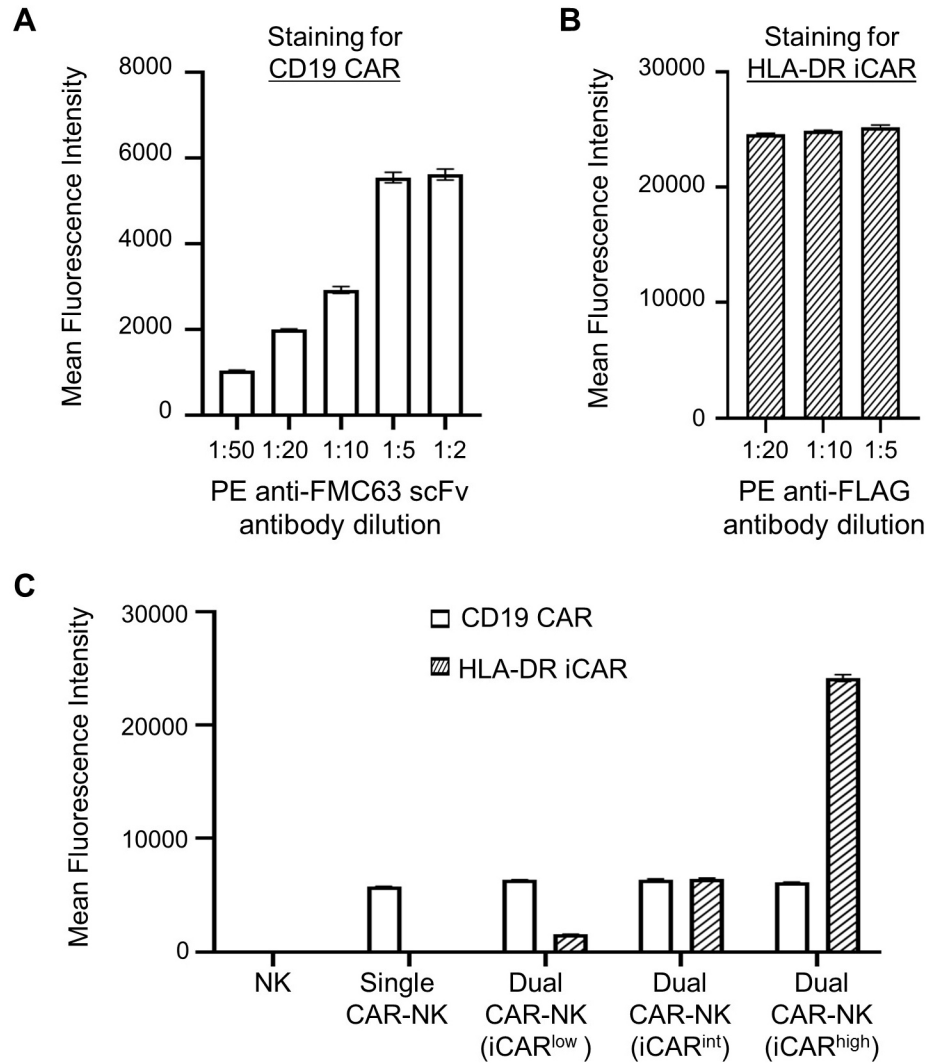 A
Staining for
CD19 CAR
Mean Fluorescence Intensity
8000
6000
4000
2000
0
1:50 1:20 1:10 1:5 1:2
PE anti-FMC63 scFv
antibody dilution
B
Staining for
HLA-DR iCAR
Mean Fluorescence Intensity
30000
20000
10000
0
1:20 1:10 1:5
PE anti-FLAG
antibody dilution
C
Mean Fluorescence Intensity
30000
20000
10000
0
CD19 CAR
HLA-DR iCAR
NK
Single
CAR-NK
Dual
CAR-NK
(iCARlow )
Dual
CAR-NK
(iCARint)
Dual
CAR-NK
(iCARhigh)